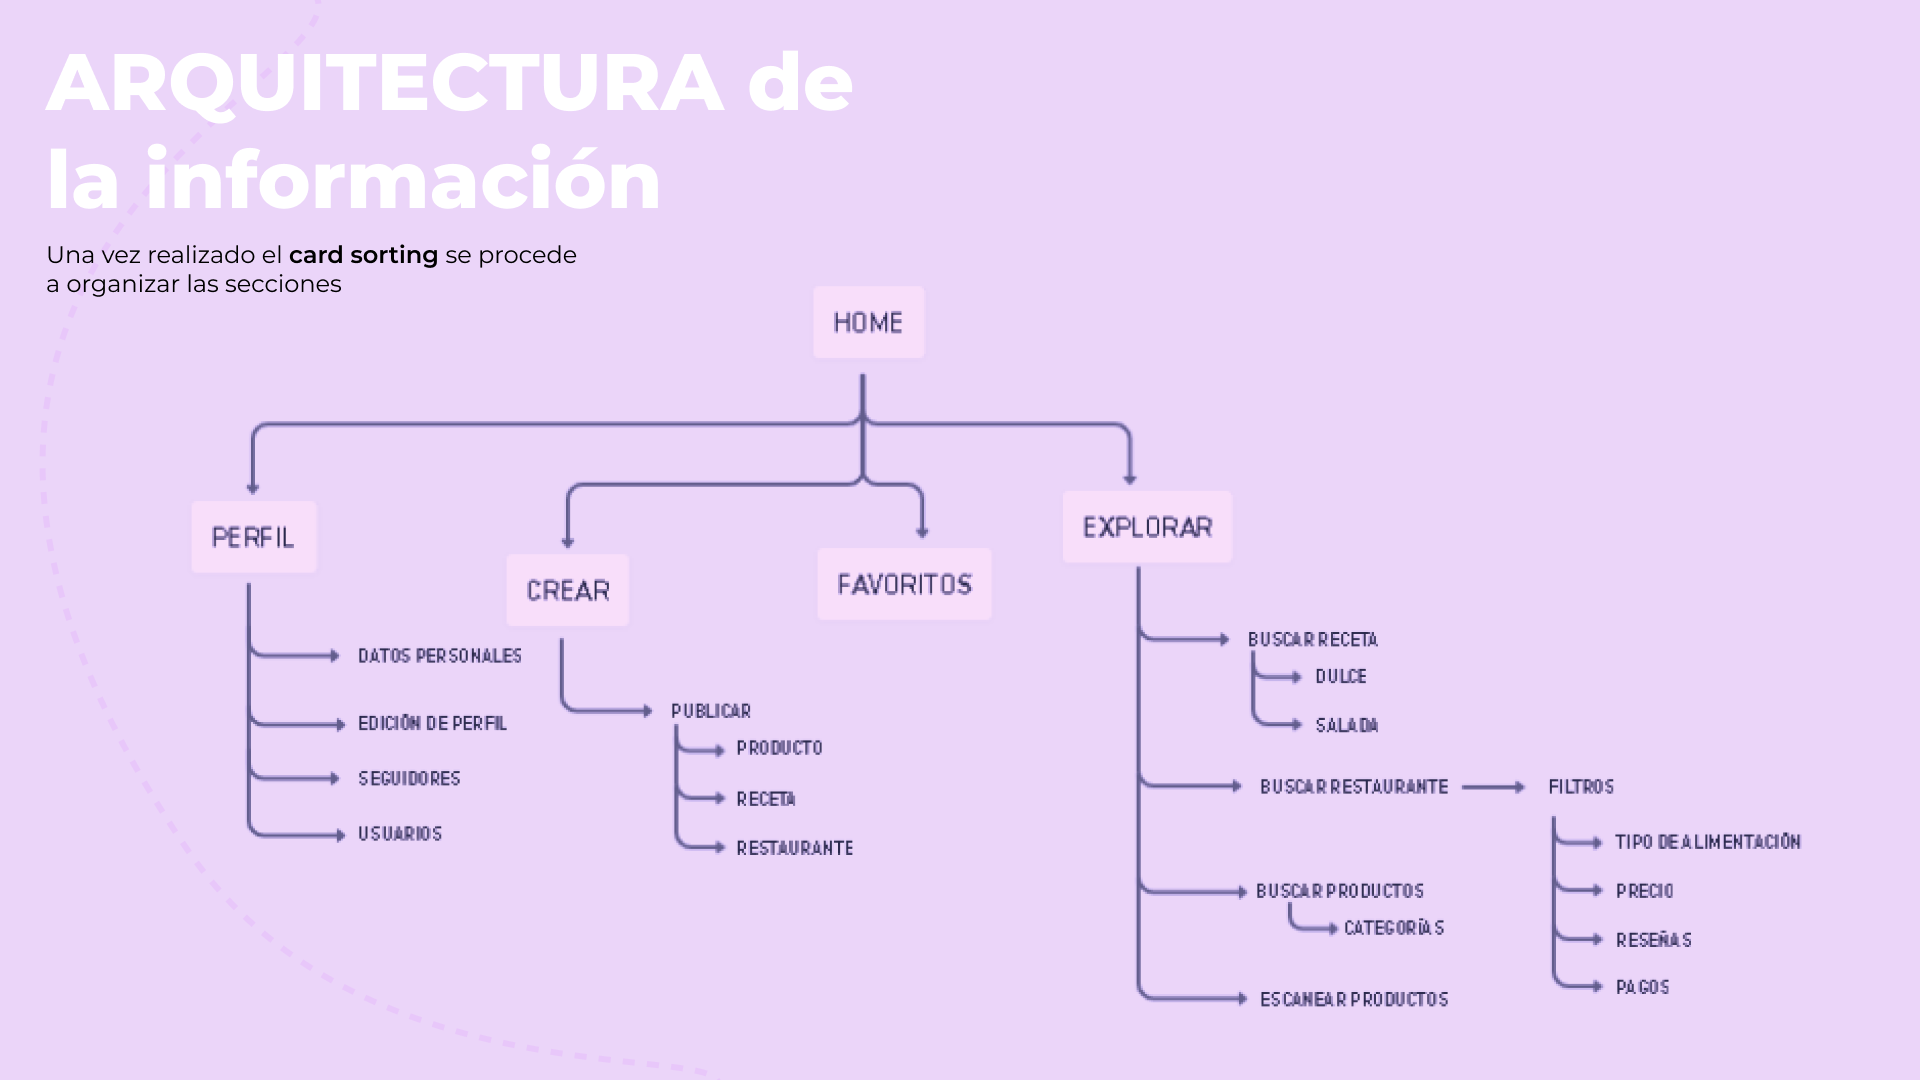 ARQUITECTURA de
la información
Una vez realizado el card sorting se procede
a organizar las secciones
HOME
PERFIL
DATOS PERSONALES
EDICIÓN DE PERFIL
SEGUIDORES
USUARIOS
CREAR
PUBLICAR
PRODUCTO
RECETA
RESTAURANTE
FAVORITOS
EXPLORAR
BUSCAR RECETA
DULCE
SALADA
BUSCAR RESTAURANTE
FILTROS
TIPO DE ALIMENTACIÓN
PRECIO
RESEÑAS
PAGOS
BUSCAR PRODUCTOS
CATEGORÍAS
ESCANEAR PRODUCTOS